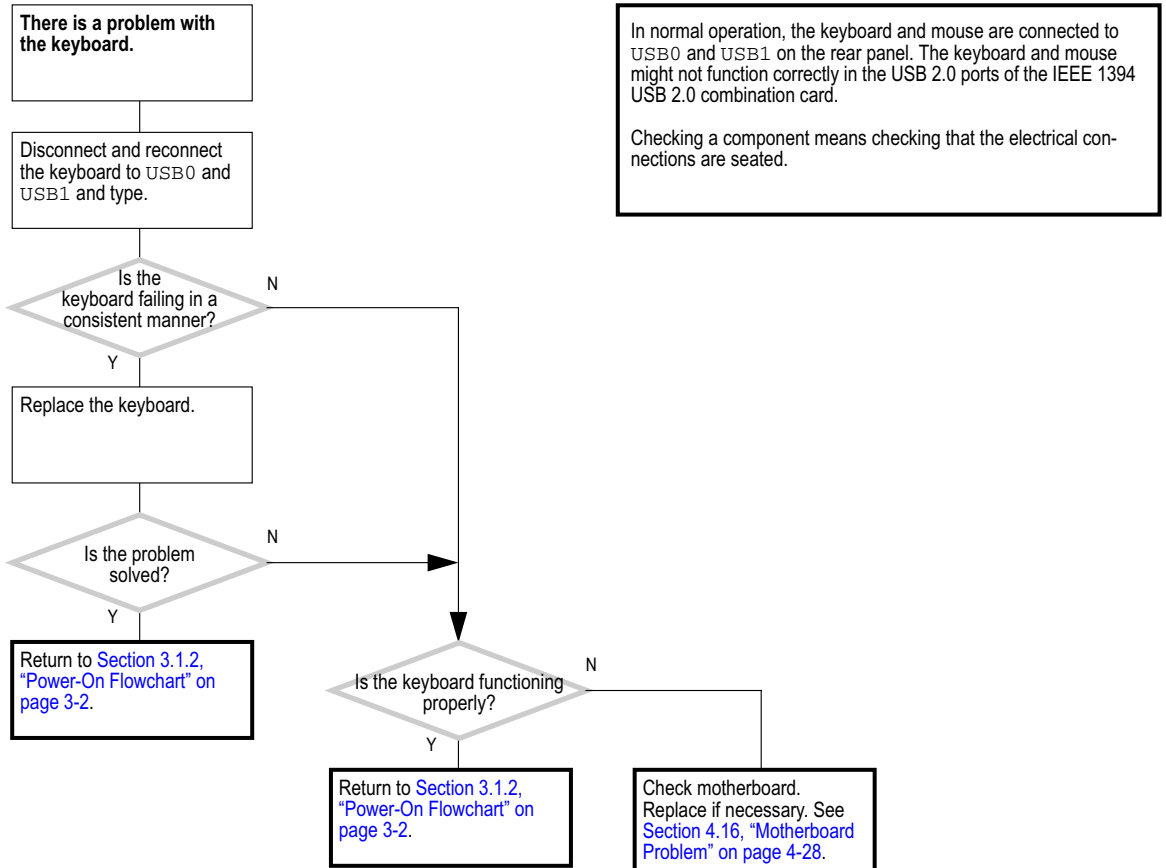 There is a problem with
the keyboard.
In normal operation, the keyboard and mouse are connected to
USB0 and USB1 on the rear panel. The keyboard and mouse
might not function correctly in the USB 2.0 ports of the IEEE 1394
USB 2.0 combination card.
Checking a component means checking that the electrical con-
nections are seated.
Disconnect and reconnect
the keyboard to USB0 and
USB1 and type.
Is the
keyboard failing in a
consistent manner?
N
Y
Replace the keyboard.
Is the problem
solved?
N
Y
Return to Section 3.1.2,
“Power-On Flowchart” on
page 3-2.
Is the keyboard functioning
properly?
N
Y
Return to Section 3.1.2,
“Power-On Flowchart” on
page 3-2.
Check motherboard.
Replace if necessary. See
Section 4.16, “Motherboard
Problem” on page 4-28.